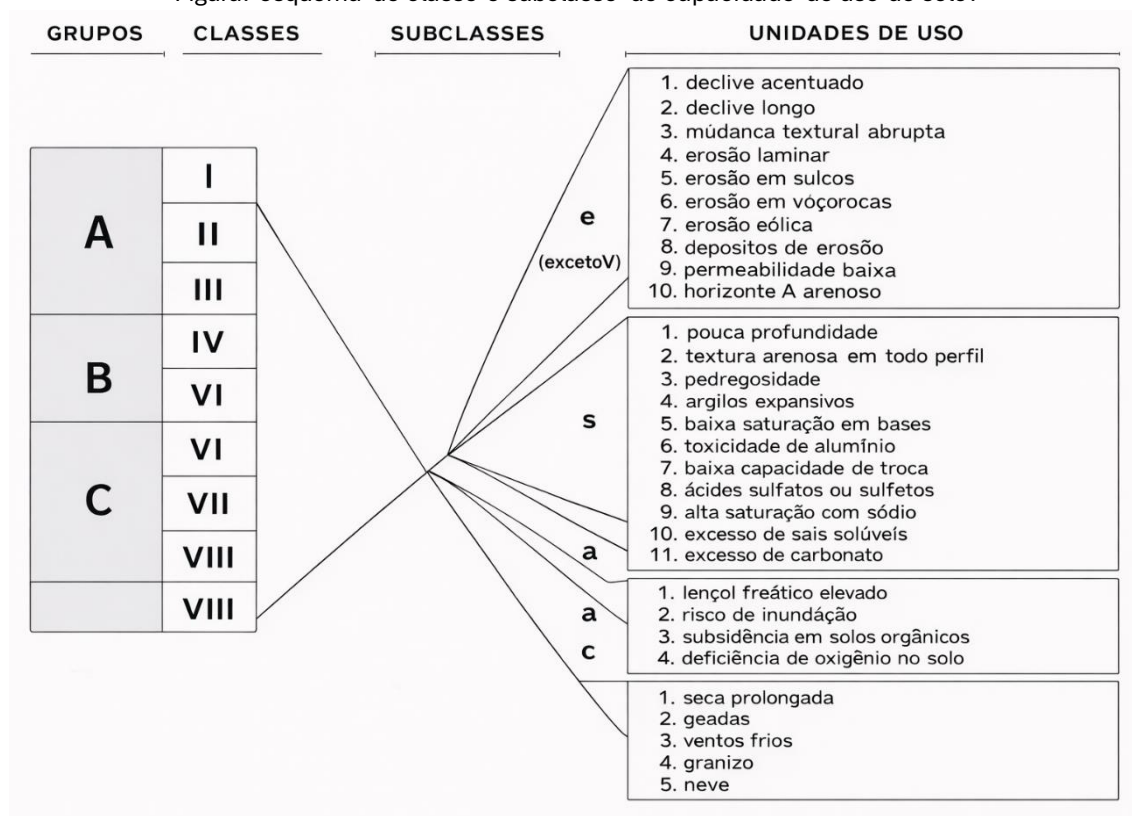 GRUPOS CLASSES SUBCLASSES UNIDADES DE USO
A
B
C
I
II
III
IV
VI
VI
VII
VIII
VIII
e
(excetoV)
1. declive acentuado
2. declive longo
3. múdanca textural abrupta
4. erosão laminar
5. erosão em sulcos
6. erosão em vóçorocas
7. erosão eólica
8. depositos de erosõo
9. permeabilidade baixa
10. horizonte A arenoso
s
1. pouca profundidade
2. textura arenosa em todo perfil
3. pedregosidade
4. argilos expansivos
5. baixa saturação em bases
6. toxicidade de alumínio
7. baixa capacidade de troca
8. ácides sulfatos ou sulfetos
9. alta saturação com sódio
10. excesso de sais solúveís
11. excesso de carbonato
a
a
1. lençol freático elevado
2. risco de inundáção
3. subsidência em solos orgânicos
4. deficiência de oxigênio no solo
c
1. seca prolongada
2. geadas
3. ventos frios
4. granizo
5. neve